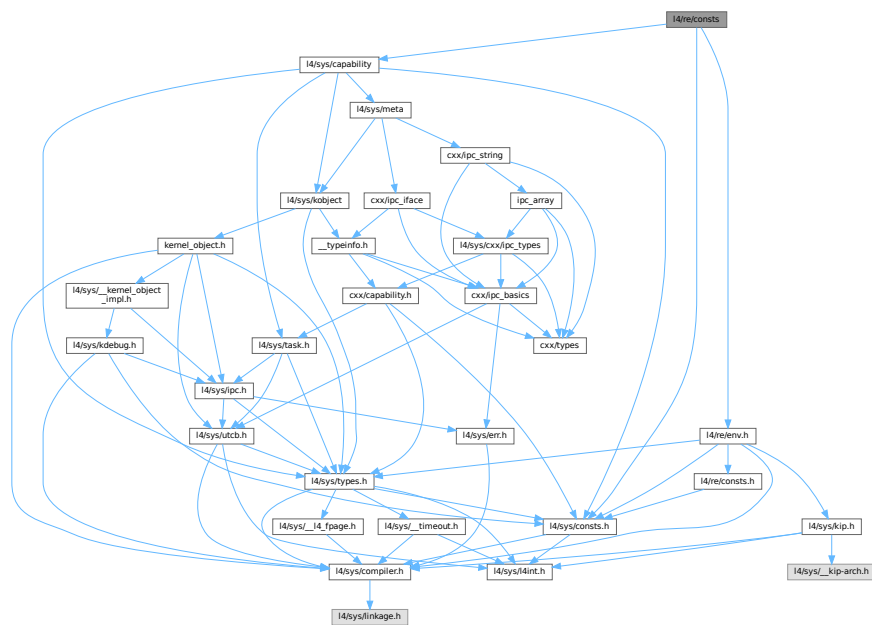 l4/re/consts
l4/sys/capability
l4/sys/meta
cxx/ipc_string
l4/sys/kobject
cxx/ipc_iface
ipc_array
kernel_object.h
__typeinfo.h
l4/sys/cxx/ipc_types
l4/sys/__kernel_object
_impl.h
cxx/capability.h
cxx/ipc_basics
l4/sys/kdebug.h
l4/sys/task.h
cxx/types
l4/sys/ipc.h
l4/sys/utcb.h
l4/sys/err.h
l4/re/env.h
l4/sys/types.h
l4/re/consts.h
l4/sys/__l4_fpage.h
l4/sys/__timeout.h
l4/sys/consts.h
l4/sys/kip.h
l4/sys/compiler.h
l4/sys/l4int.h
l4/sys/__kip-arch.h
l4/sys/linkage.h